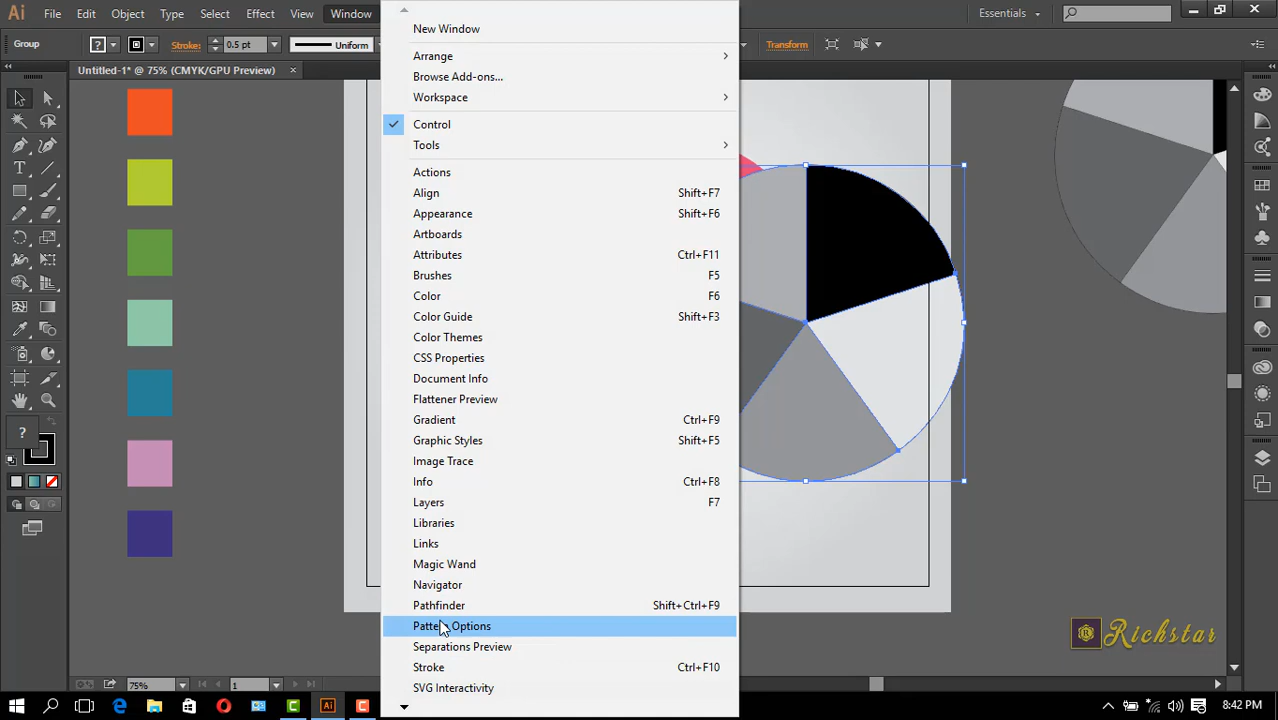 Ai File Edit Object Type Select Effect View Window Essentials
Group Stroke: 0.5 pt Uniform Transform
Untitled-1* @ 75% (CMYK/GPU Preview) ×
New Window
Arrange
Browse Add-ons...
Workspace
Control
Tools
Actions
Align Shift+F7
Appearance Shift+F6
Artboards
Attributes Ctrl+F11
Brushes F5
Color F6
Color Guide Shift+F3
Color Themes
CSS Properties
Document Info
Flattener Preview
Gradient Ctrl+F9
Graphic Styles Shift+F5
Image Trace
Info Ctrl+F8
Layers F7
Libraries
Links
Magic Wand
Navigator
Pathfinder Shift+Ctrl+F9
Pattern Options
Separations Preview
Stroke Ctrl+F10
SVG Interactivity
R Richstar
75% 1
Ai 8:42 PM